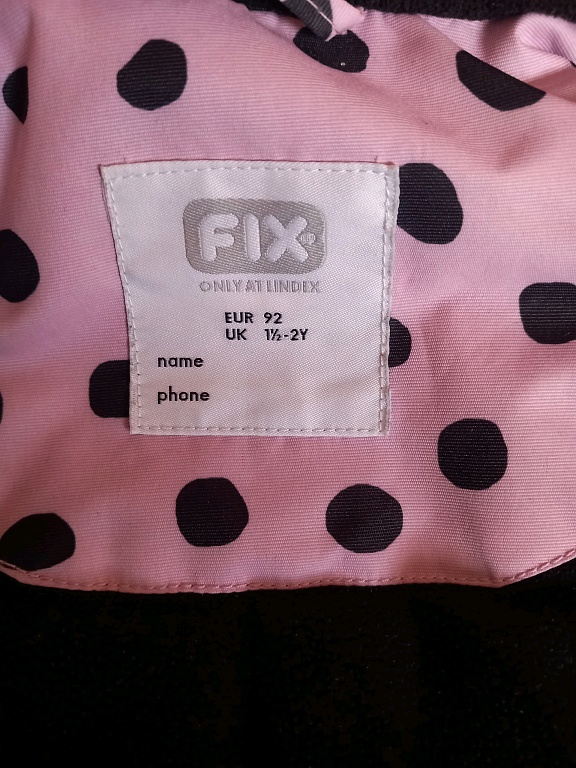 FIX
ONLY AT LINDEX
EUR 92
UK 1½-2Y
name
phone